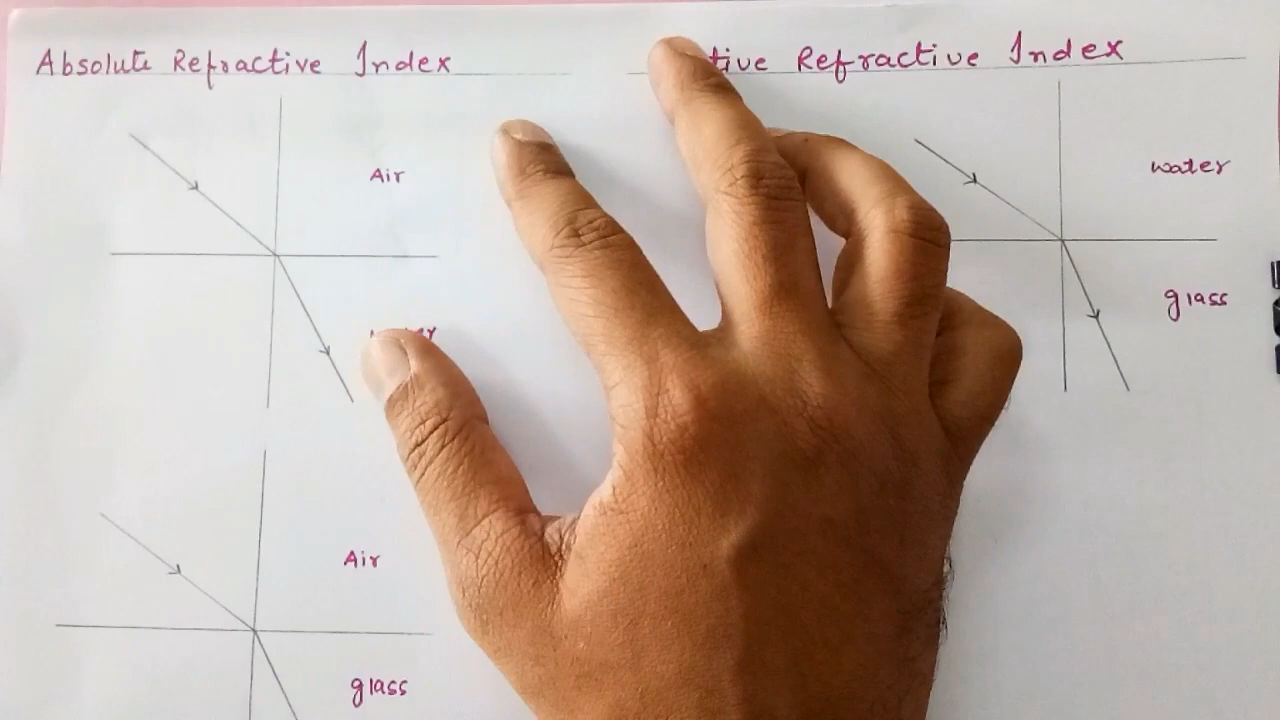 Absolute Refractive Index
tive Refractive Index
Air
water
glass
Air
glass